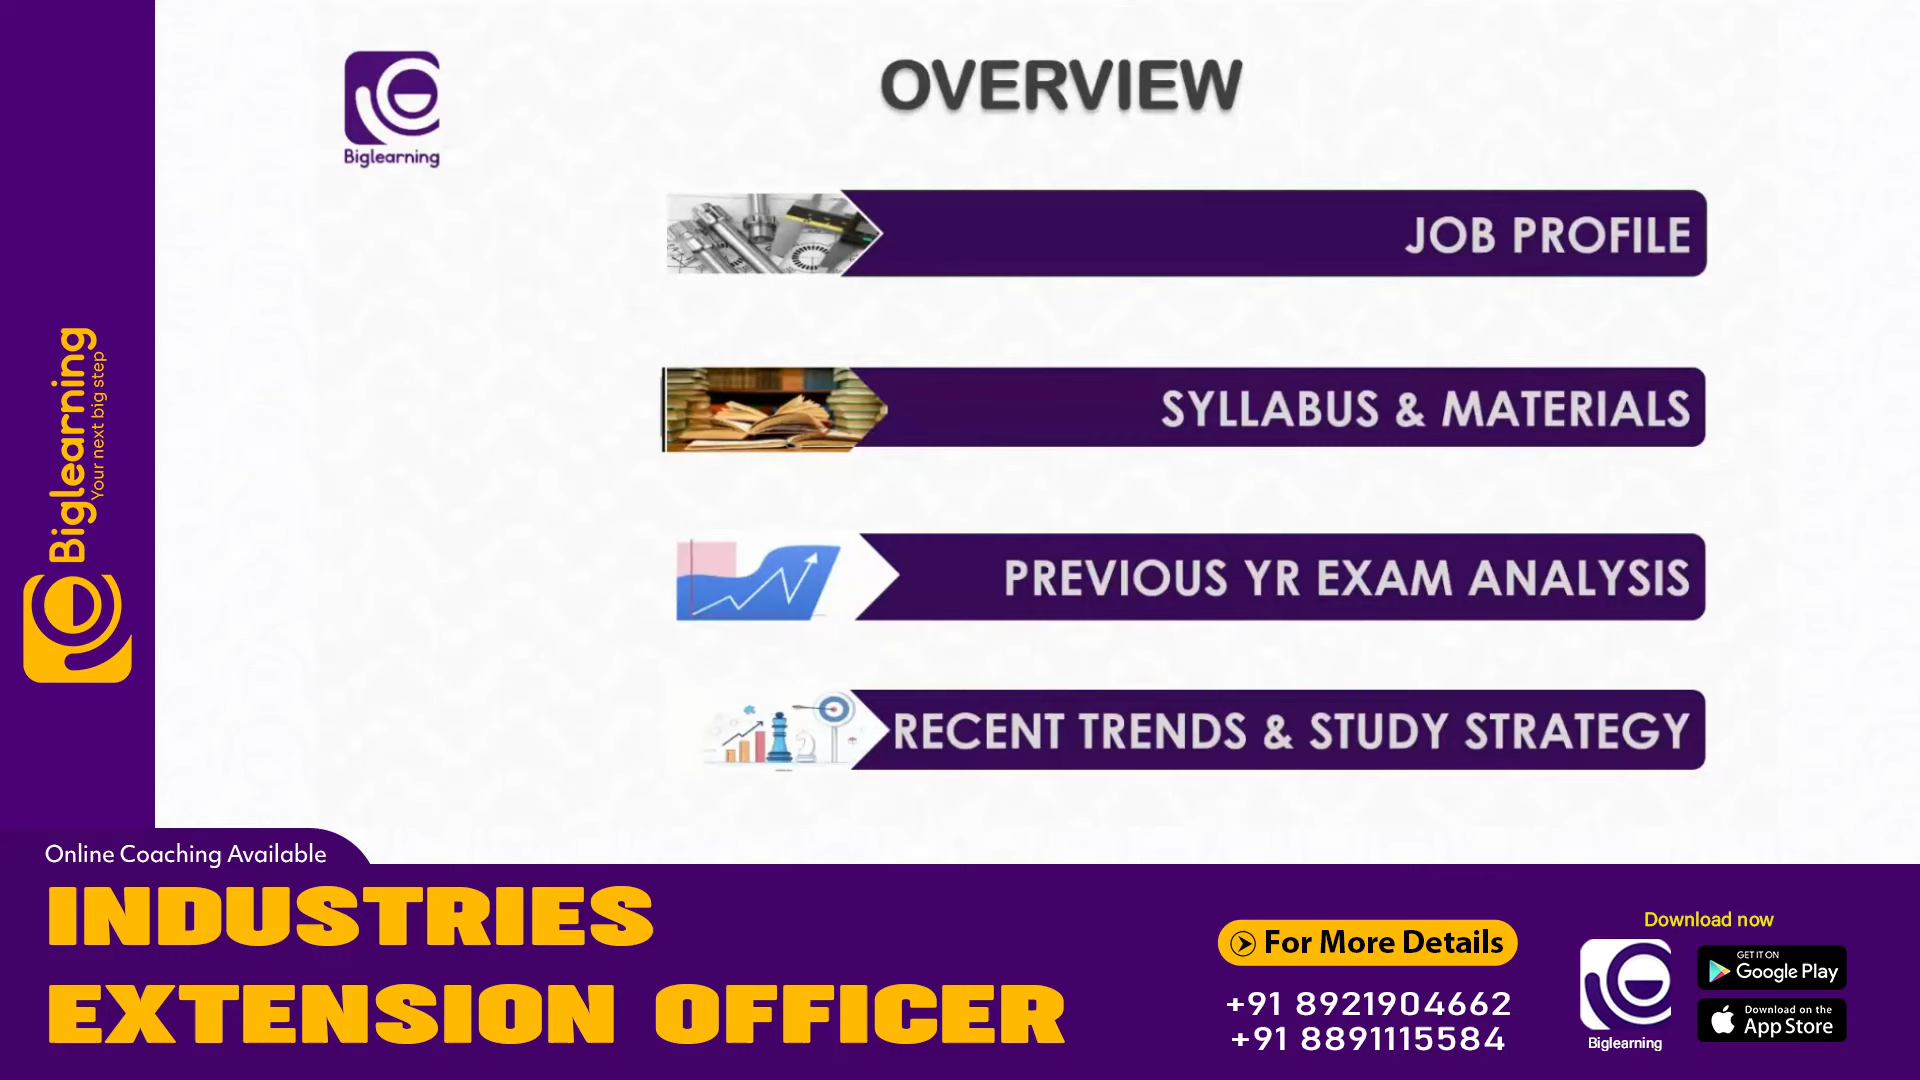 Biglearning
OVERVIEW
JOB PROFILE
SYLLABUS & MATERIALS
PREVIOUS YR EXAM ANALYSIS
RECENT TRENDS & STUDY STRATEGY
Biglearning
Your next big step
Online Coaching Available
INDUSTRIES
EXTENSION OFFICER
For More Details
+91 8921904662
+91 8891115584
Download now
Biglearning
GET IT ON
Google Play
Download on the
App Store